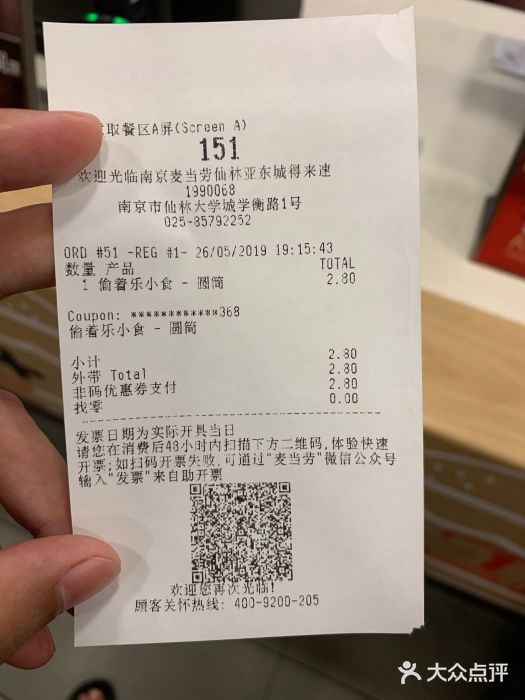 取餐区A屏(Screen A)
151
欢迎光临南京麦当劳仙林亚东城得来速
1990068
南京市仙林大学城学衡路1号
025-85792252
ORD #51 -REG #1- 26/05/2019 19:15:43
数量 产品 TOTAL
1 偷着乐小食 - 圆筒 2.80
Coupon: ************368
偷着乐小食 - 圆筒
小计 2.80
外带 Total 2.80
非码优惠券支付 2.80
找零 0.00
发票日期为实际开具当日
请您在消费后48小时内扫描下方二维码,体验快速
开票;如扫码开票失败,可通过"麦当劳"微信公众号
输入"发票"来自助开票
欢迎您再次光临!
顾客关怀热线: 400-9200-205
大众点评